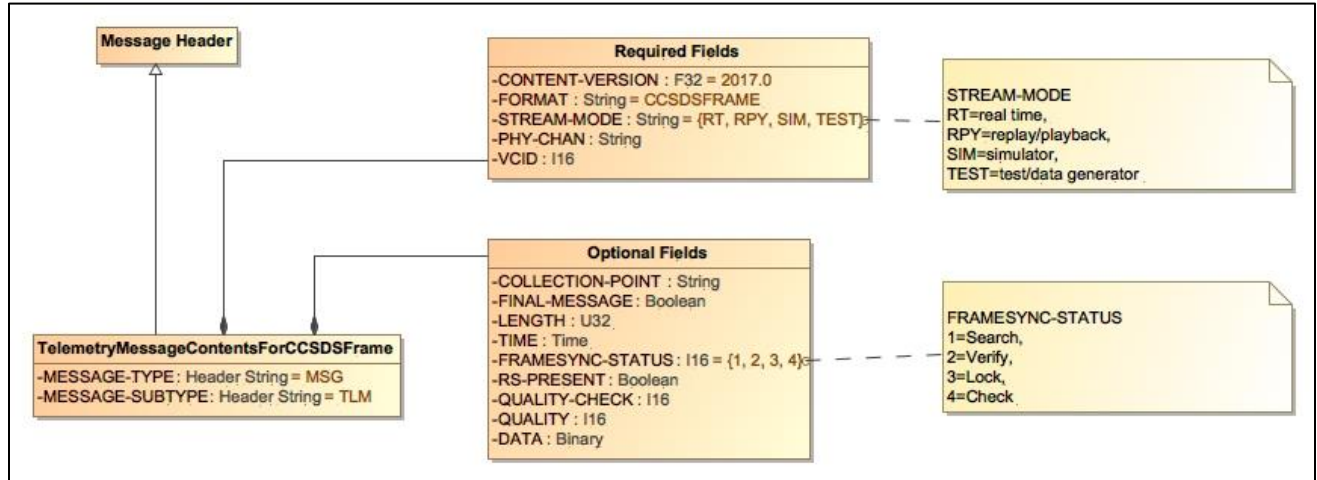 Message Header
Required Fields
-CONTENT-VERSION : F32 = 2017.0
-FORMAT : String = CCSDSFRAME
-STREAM-MODE : String = {RT, RPY, SIM, TEST}
-PHY-CHAN : String
-VCID : I16
STREAM-MODE
RT=real time,
RPY=replay/playback,
SIM=simulator,
TEST=test/data generator
Optional Fields
-COLLECTION-POINT : String
-FINAL-MESSAGE : Boolean
-LENGTH : U32
-TIME : Time
-FRAMESYNC-STATUS : I16 = {1, 2, 3, 4}
-RS-PRESENT : Boolean
-QUALITY-CHECK : I16
-QUALITY : I16
-DATA : Binary
FRAMESYNC-STATUS
1=Search,
2=Verify,
3=Lock,
4=Check
TelemetryMessageContentsForCCSDSFrame
-MESSAGE-TYPE : Header String = MSG
-MESSAGE-SUBTYPE : Header String = TLM